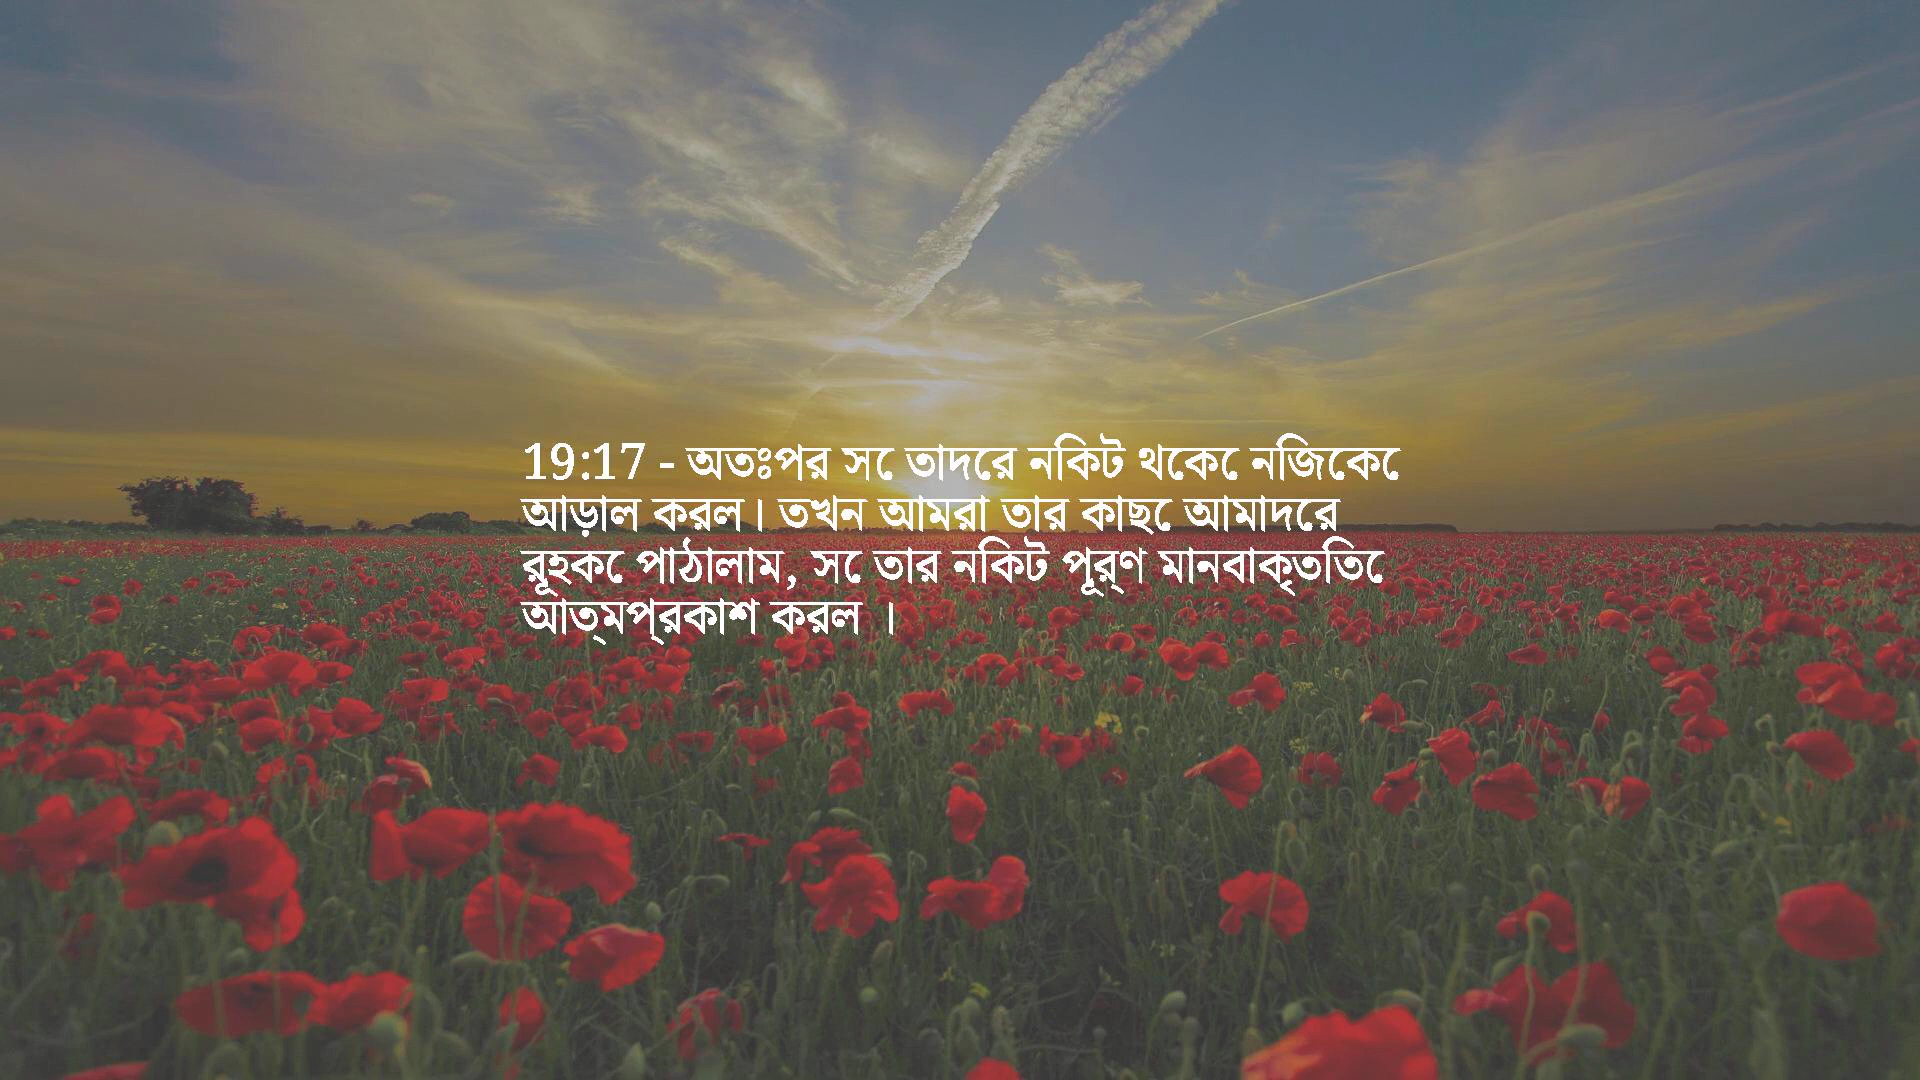 19:17 - অতঃপর সে তাদের নিকট থেকে নিজেকে
আড়াল করল। তখন আমরা তার কাছে আমাদের
রূহকে পাঠালাম, সে তার নিকট পূর্ণ মানবাকৃতিতে
আত্মপ্রকাশ করল ।